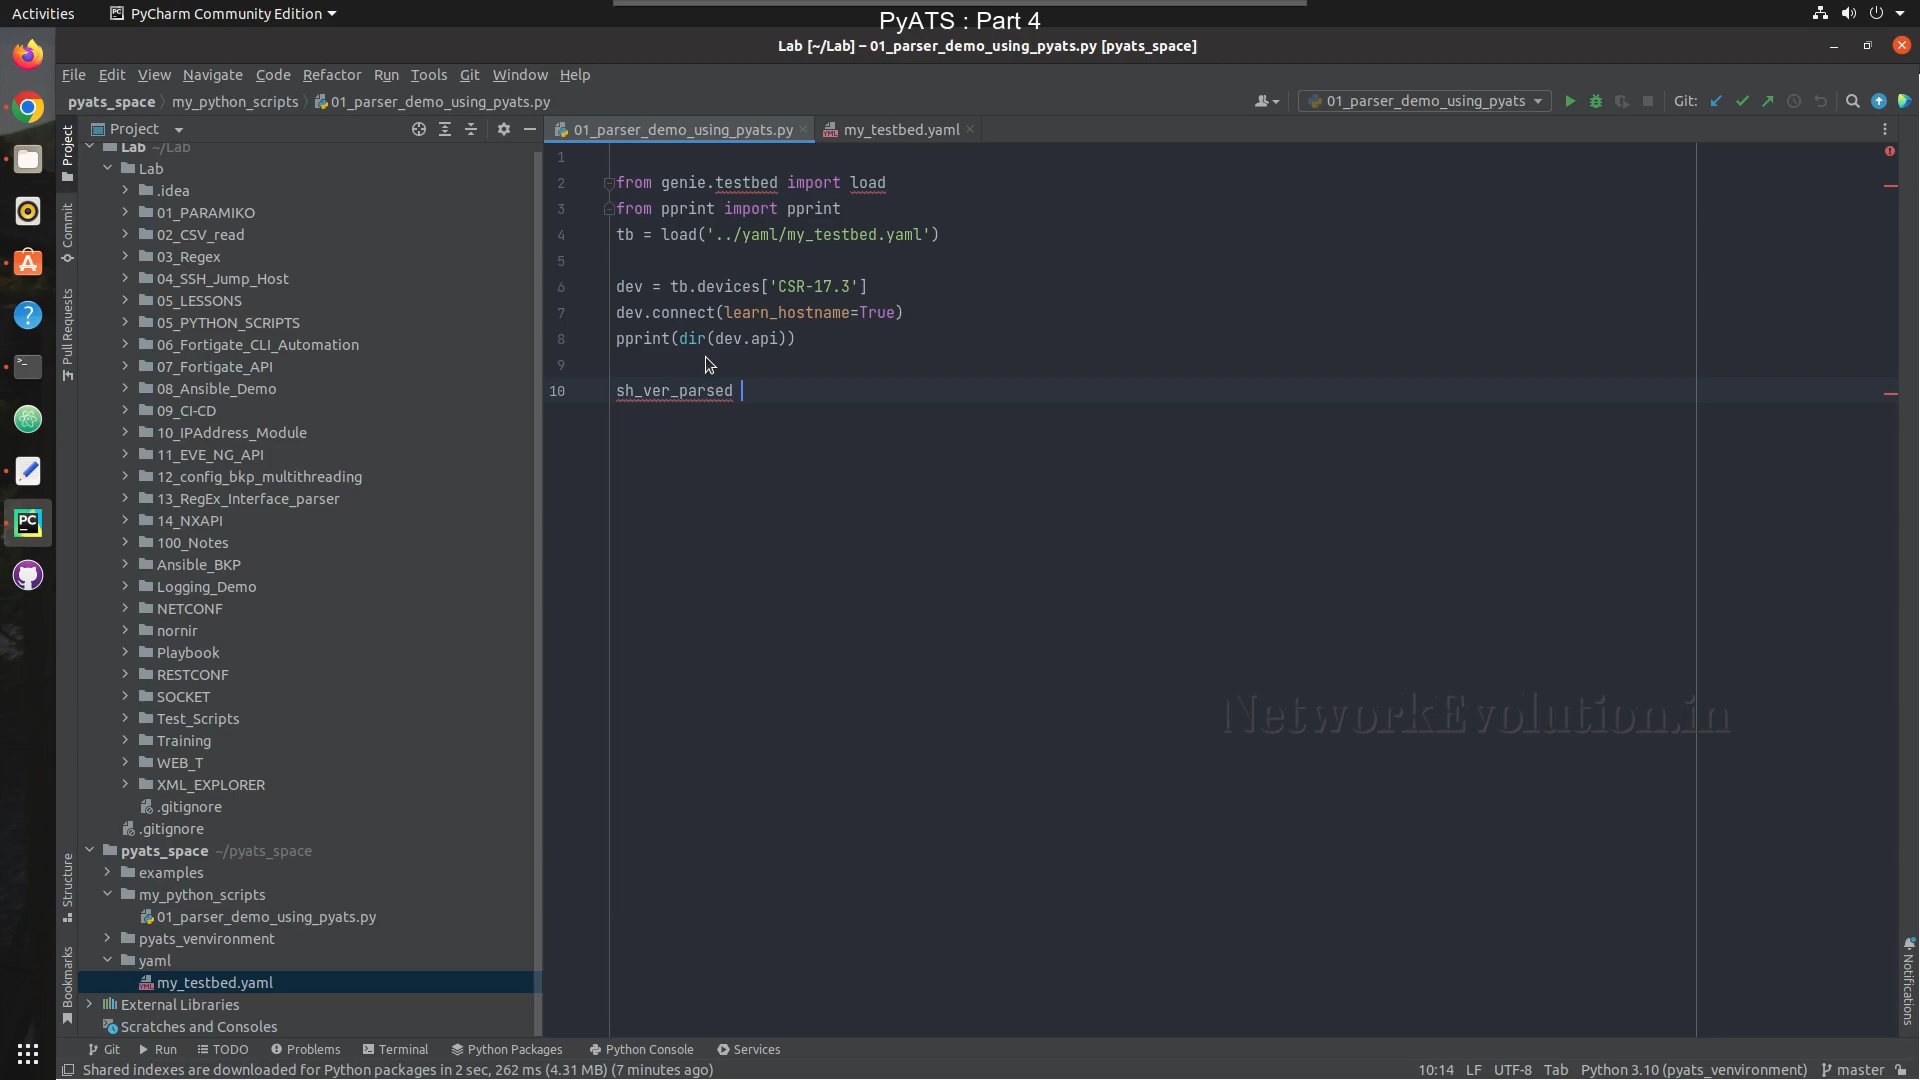 Activities
PyCharm Community Edition
PyATS : Part 4
Lab [~/Lab] – 01_parser_demo_using_pyats.py [pyats_space]
File Edit View Navigate Code Refactor Run Tools Git Window Help
pyats_space my_python_scripts 01_parser_demo_using_pyats.py
01_parser_demo_using_pyats
Git:
Project
01_parser_demo_using_pyats.py
my_testbed.yaml
Project
Commit
Pull Requests
Structure
Bookmarks
Lab ~/Lab
Lab
.idea
01_PARAMIKO
02_CSV_read
03_Regex
04_SSH_Jump_Host
05_LESSONS
05_PYTHON_SCRIPTS
06_Fortigate_CLI_Automation
07_Fortigate_API
08_Ansible_Demo
09_CI-CD
10_IPAddress_Module
11_EVE_NG_API
12_config_bkp_multithreading
13_RegEx_Interface_parser
14_NXAPI
100_Notes
Ansible_BKP
Logging_Demo
NETCONF
nornir
Playbook
RESTCONF
SOCKET
Test_Scripts
Training
WEB_T
XML_EXPLORER
.gitignore
.gitignore
pyats_space ~/pyats_space
examples
my_python_scripts
01_parser_demo_using_pyats.py
pyats_venvironment
yaml
my_testbed.yaml
External Libraries
Scratches and Consoles
1
2 from genie.testbed import load
3 from pprint import pprint
4 tb = load('../yaml/my_testbed.yaml')
5
6 dev = tb.devices['CSR-17.3']
7 dev.connect(learn_hostname=True)
8 pprint(dir(dev.api))
9
10 sh_ver_parsed
NetworkEvolution.in
Notifications
Git Run TODO Problems Terminal Python Packages Python Console Services
Shared indexes are downloaded for Python packages in 2 sec, 262 ms (4.31 MB) (7 minutes ago)
10:14 LF UTF-8 Tab Python 3.10 (pyats_venvironment) master